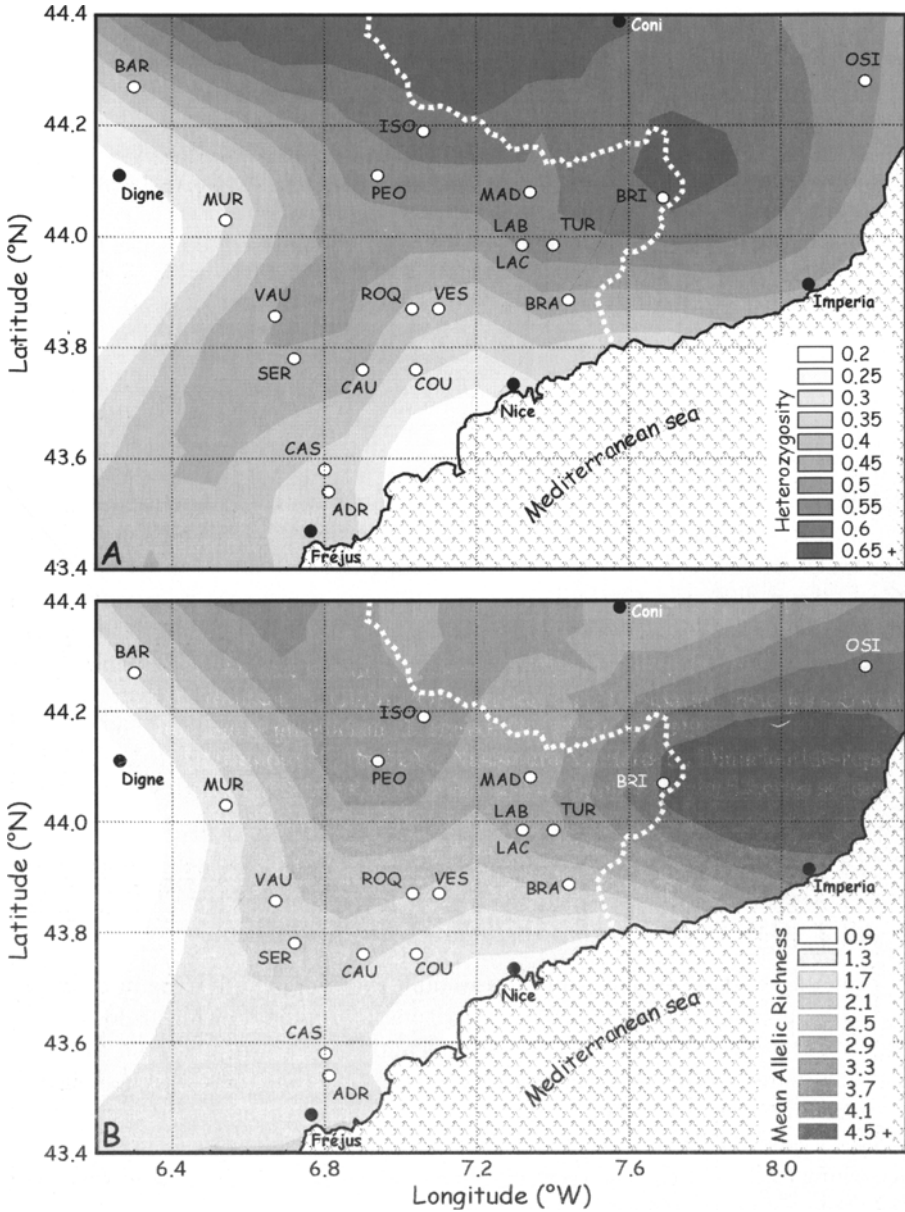 44.4
44.2
44.0
43.8
43.6
43.4
Latitude (°N)
Coni
BAR
OSI
ISO
Digne
PEO
MUR
MAD
BRI
LAB
TUR
LAC
VAU
ROQ
VES
BRA
Imperia
SER
CAU
COU
Nice
CAS
ADR
Fréjus
Mediterranean sea
A
Heterozygosity
0.2
0.25
0.3
0.35
0.4
0.45
0.5
0.55
0.6
0.65 +
44.4
44.2
44.0
43.8
43.6
43.4
Latitude (°N)
Coni
BAR
OSI
ISO
Digne
PEO
MUR
MAD
BRI
LAB
TUR
LAC
VAU
ROQ
VES
BRA
Imperia
SER
CAU
COU
Nice
CAS
ADR
Fréjus
Mediterranean sea
B
Mean Allelic Richness
0.9
1.3
1.7
2.1
2.5
2.9
3.3
3.7
4.1
4.5 +
6.4
6.8
7.2
7.6
8.0
Longitude (°W)